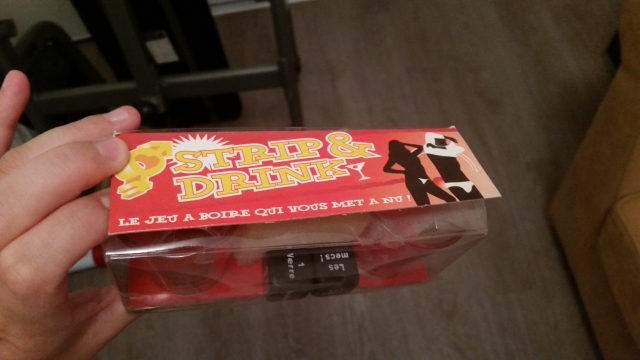 STRIP &
DRINK
LE JEU A BOIRE QUI VOUS MET A NU !
1
Verre
Les
mecs!